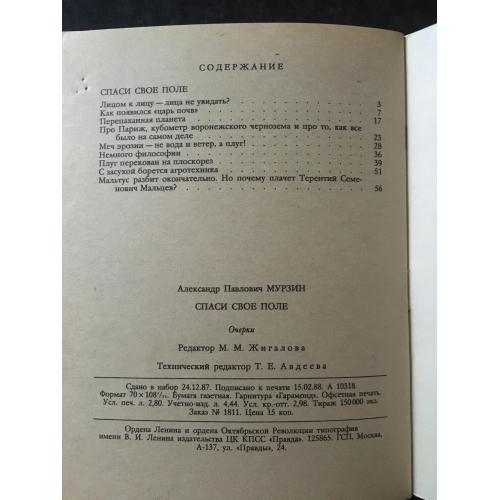 СОДЕРЖАНИЕ
СПАСИ СВОЕ ПОЛЕ
Лицом к лицу — лица не увидать? 3
Как появился «царь почв» 7
Перепаханная планета 17
Про Париж, кубометр воронежского чернозема и про то, как все
было на самом деле 23
Меч эрозии — не вода и ветер, а плуг! 28
Немного философии 36
Плуг перекован на плоскорез 39
С засухой борется агротехника 51
Мальтус разбит окончательно. Но почему плачет Терентий Семе-
нович Мальцев? 56
Александр Павлович МУРЗИН
СПАСИ СВОЕ ПОЛЕ
Очерки
Редактор М. М. Жигалова
Технический редактор Т. Е. Авдеева
Сдано в набор 24.12.87. Подписано к печати 15.02.88. А 10318.
Формат 70 × 108¹/₃₂. Бумага газетная. Гарнитура «Гарамонд». Офсетная печать.
Усл. печ. л. 2,80. Учетно-изд. л. 4,44. Усл. кр.-отт. 2,98. Тираж 150 000 экз.
Заказ № 1811. Цена 15 коп.
Ордена Ленина и ордена Октябрьской Революции типография
имени В. И. Ленина издательства ЦК КПСС «Правда». 125865. ГСП, Москва,
А-137, ул. «Правды», 24.